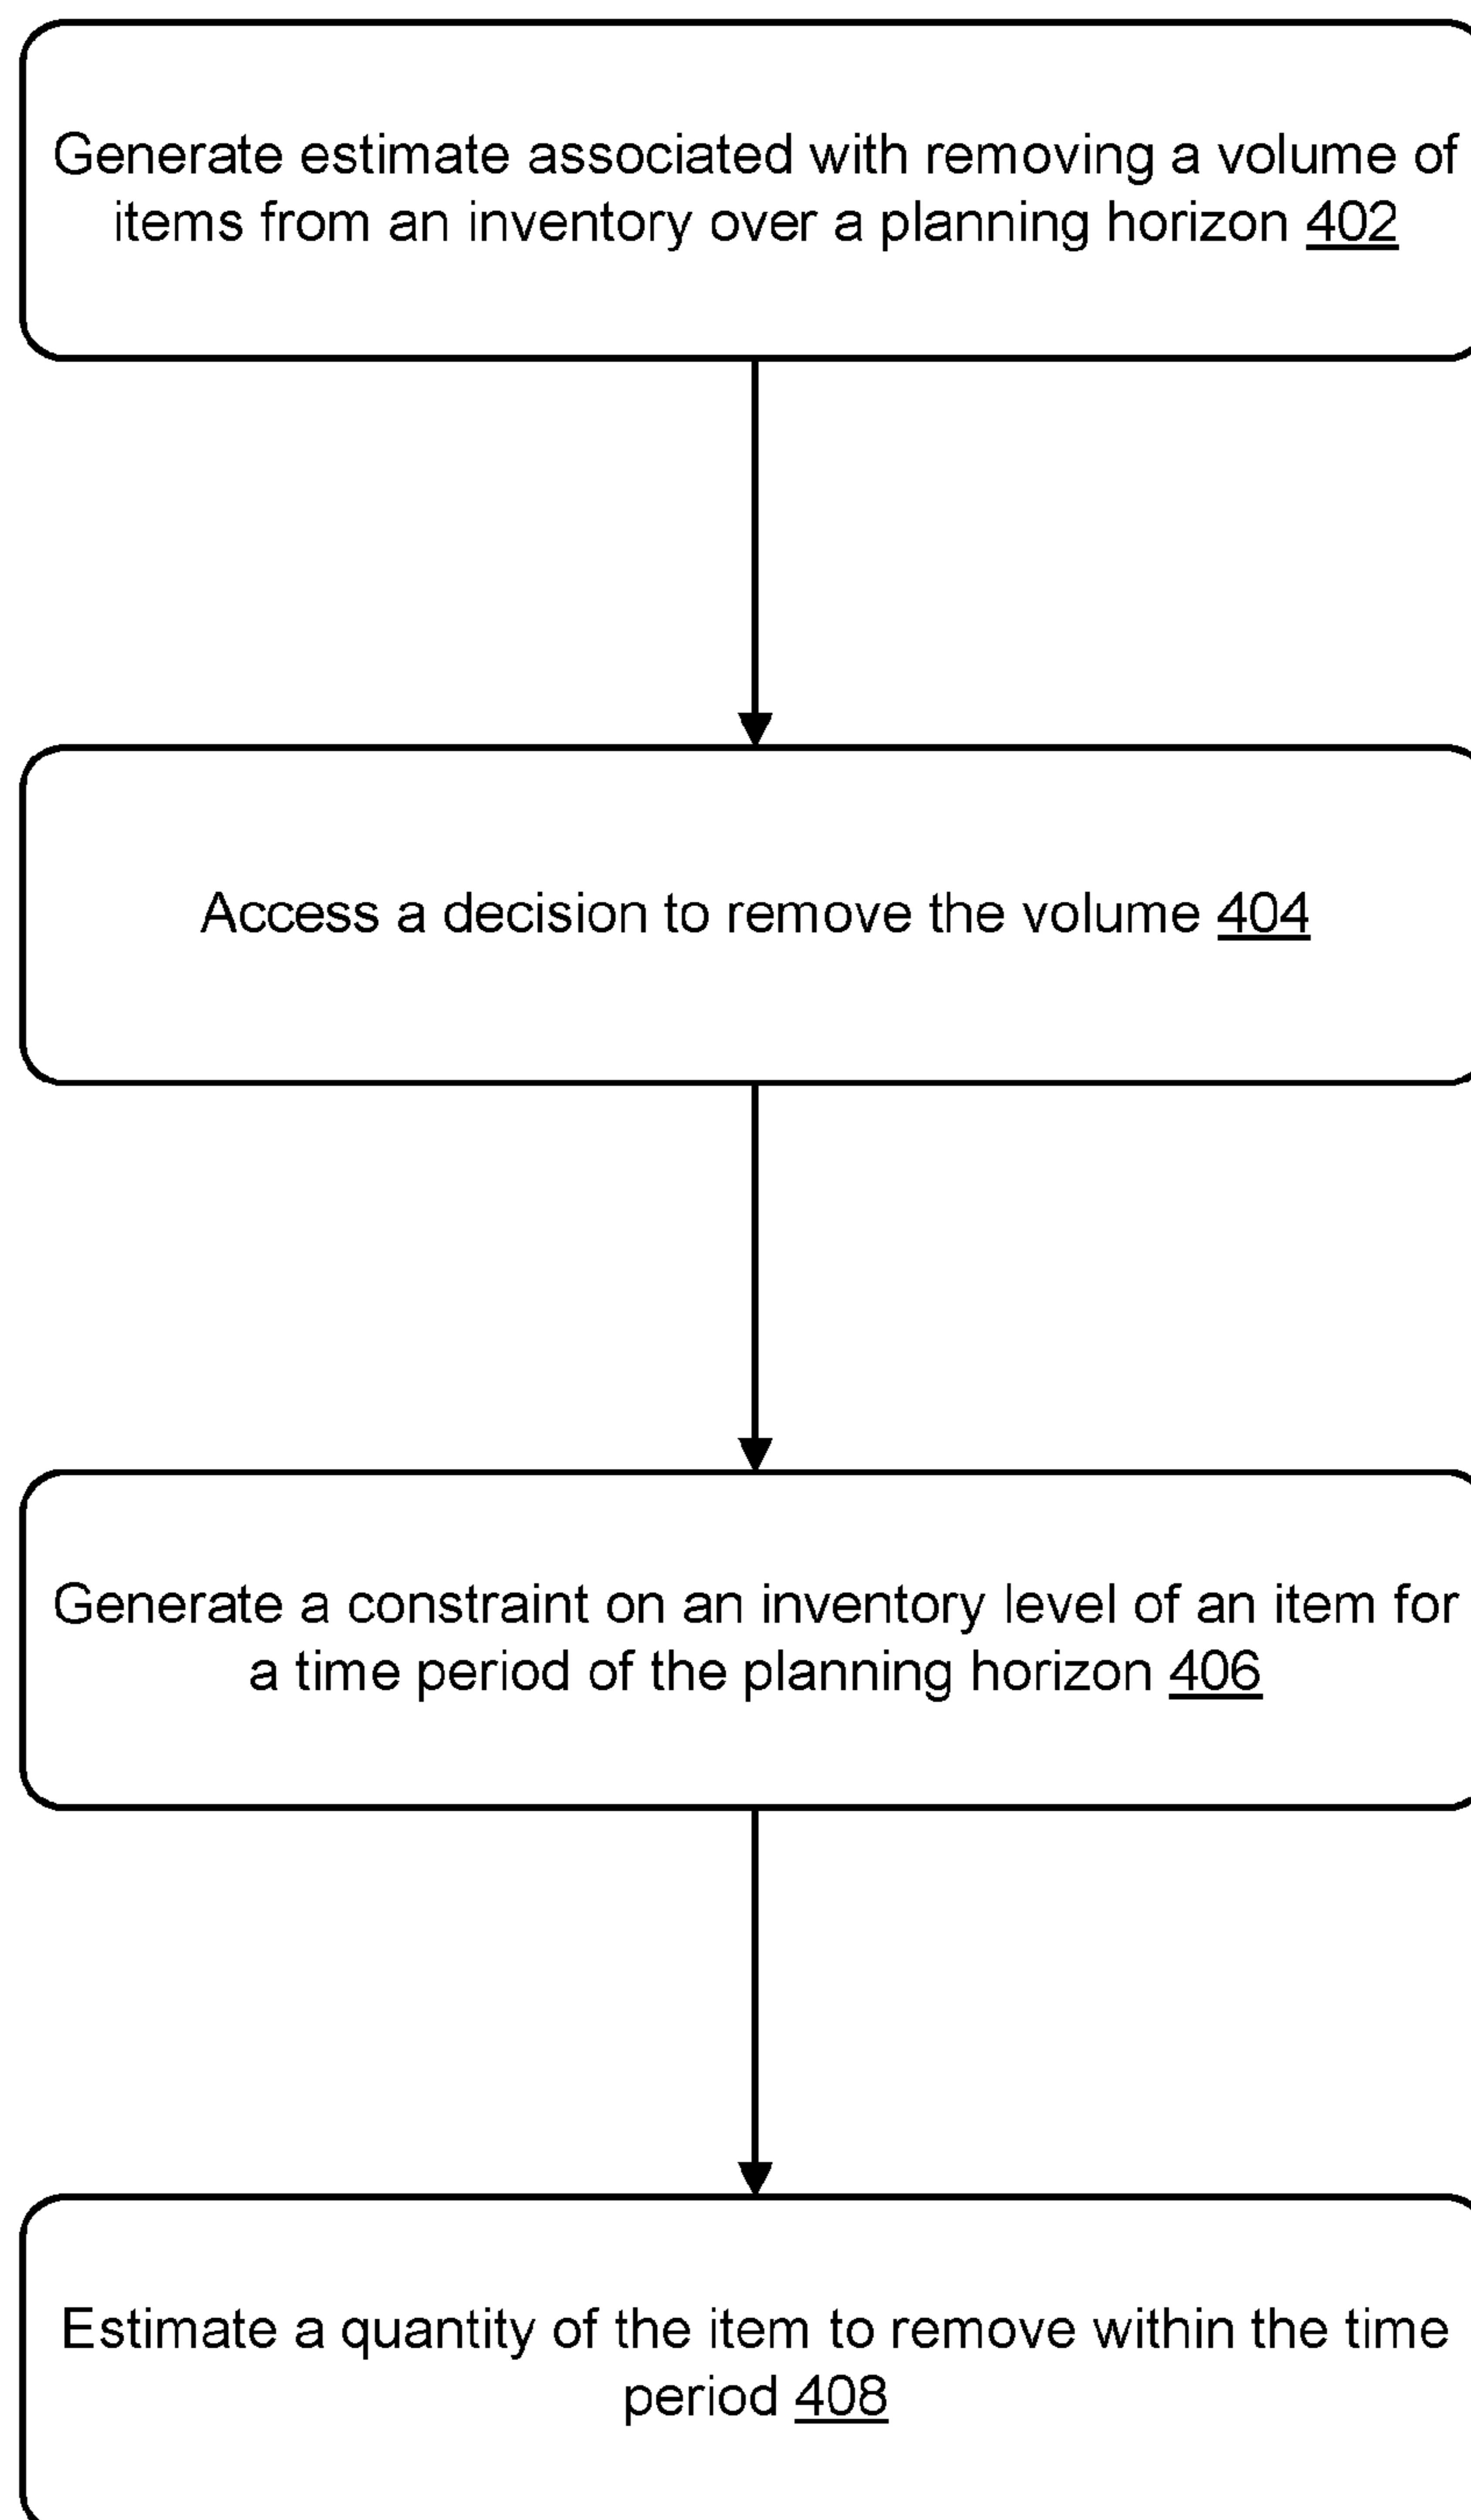 Generate estimate associated with removing a volume of
items from an inventory over a planning horizon 402
Access a decision to remove the volume 404
Generate a constraint on an inventory level of an item for
a time period of the planning horizon 406
Estimate a quantity of the item to remove within the time
period 408